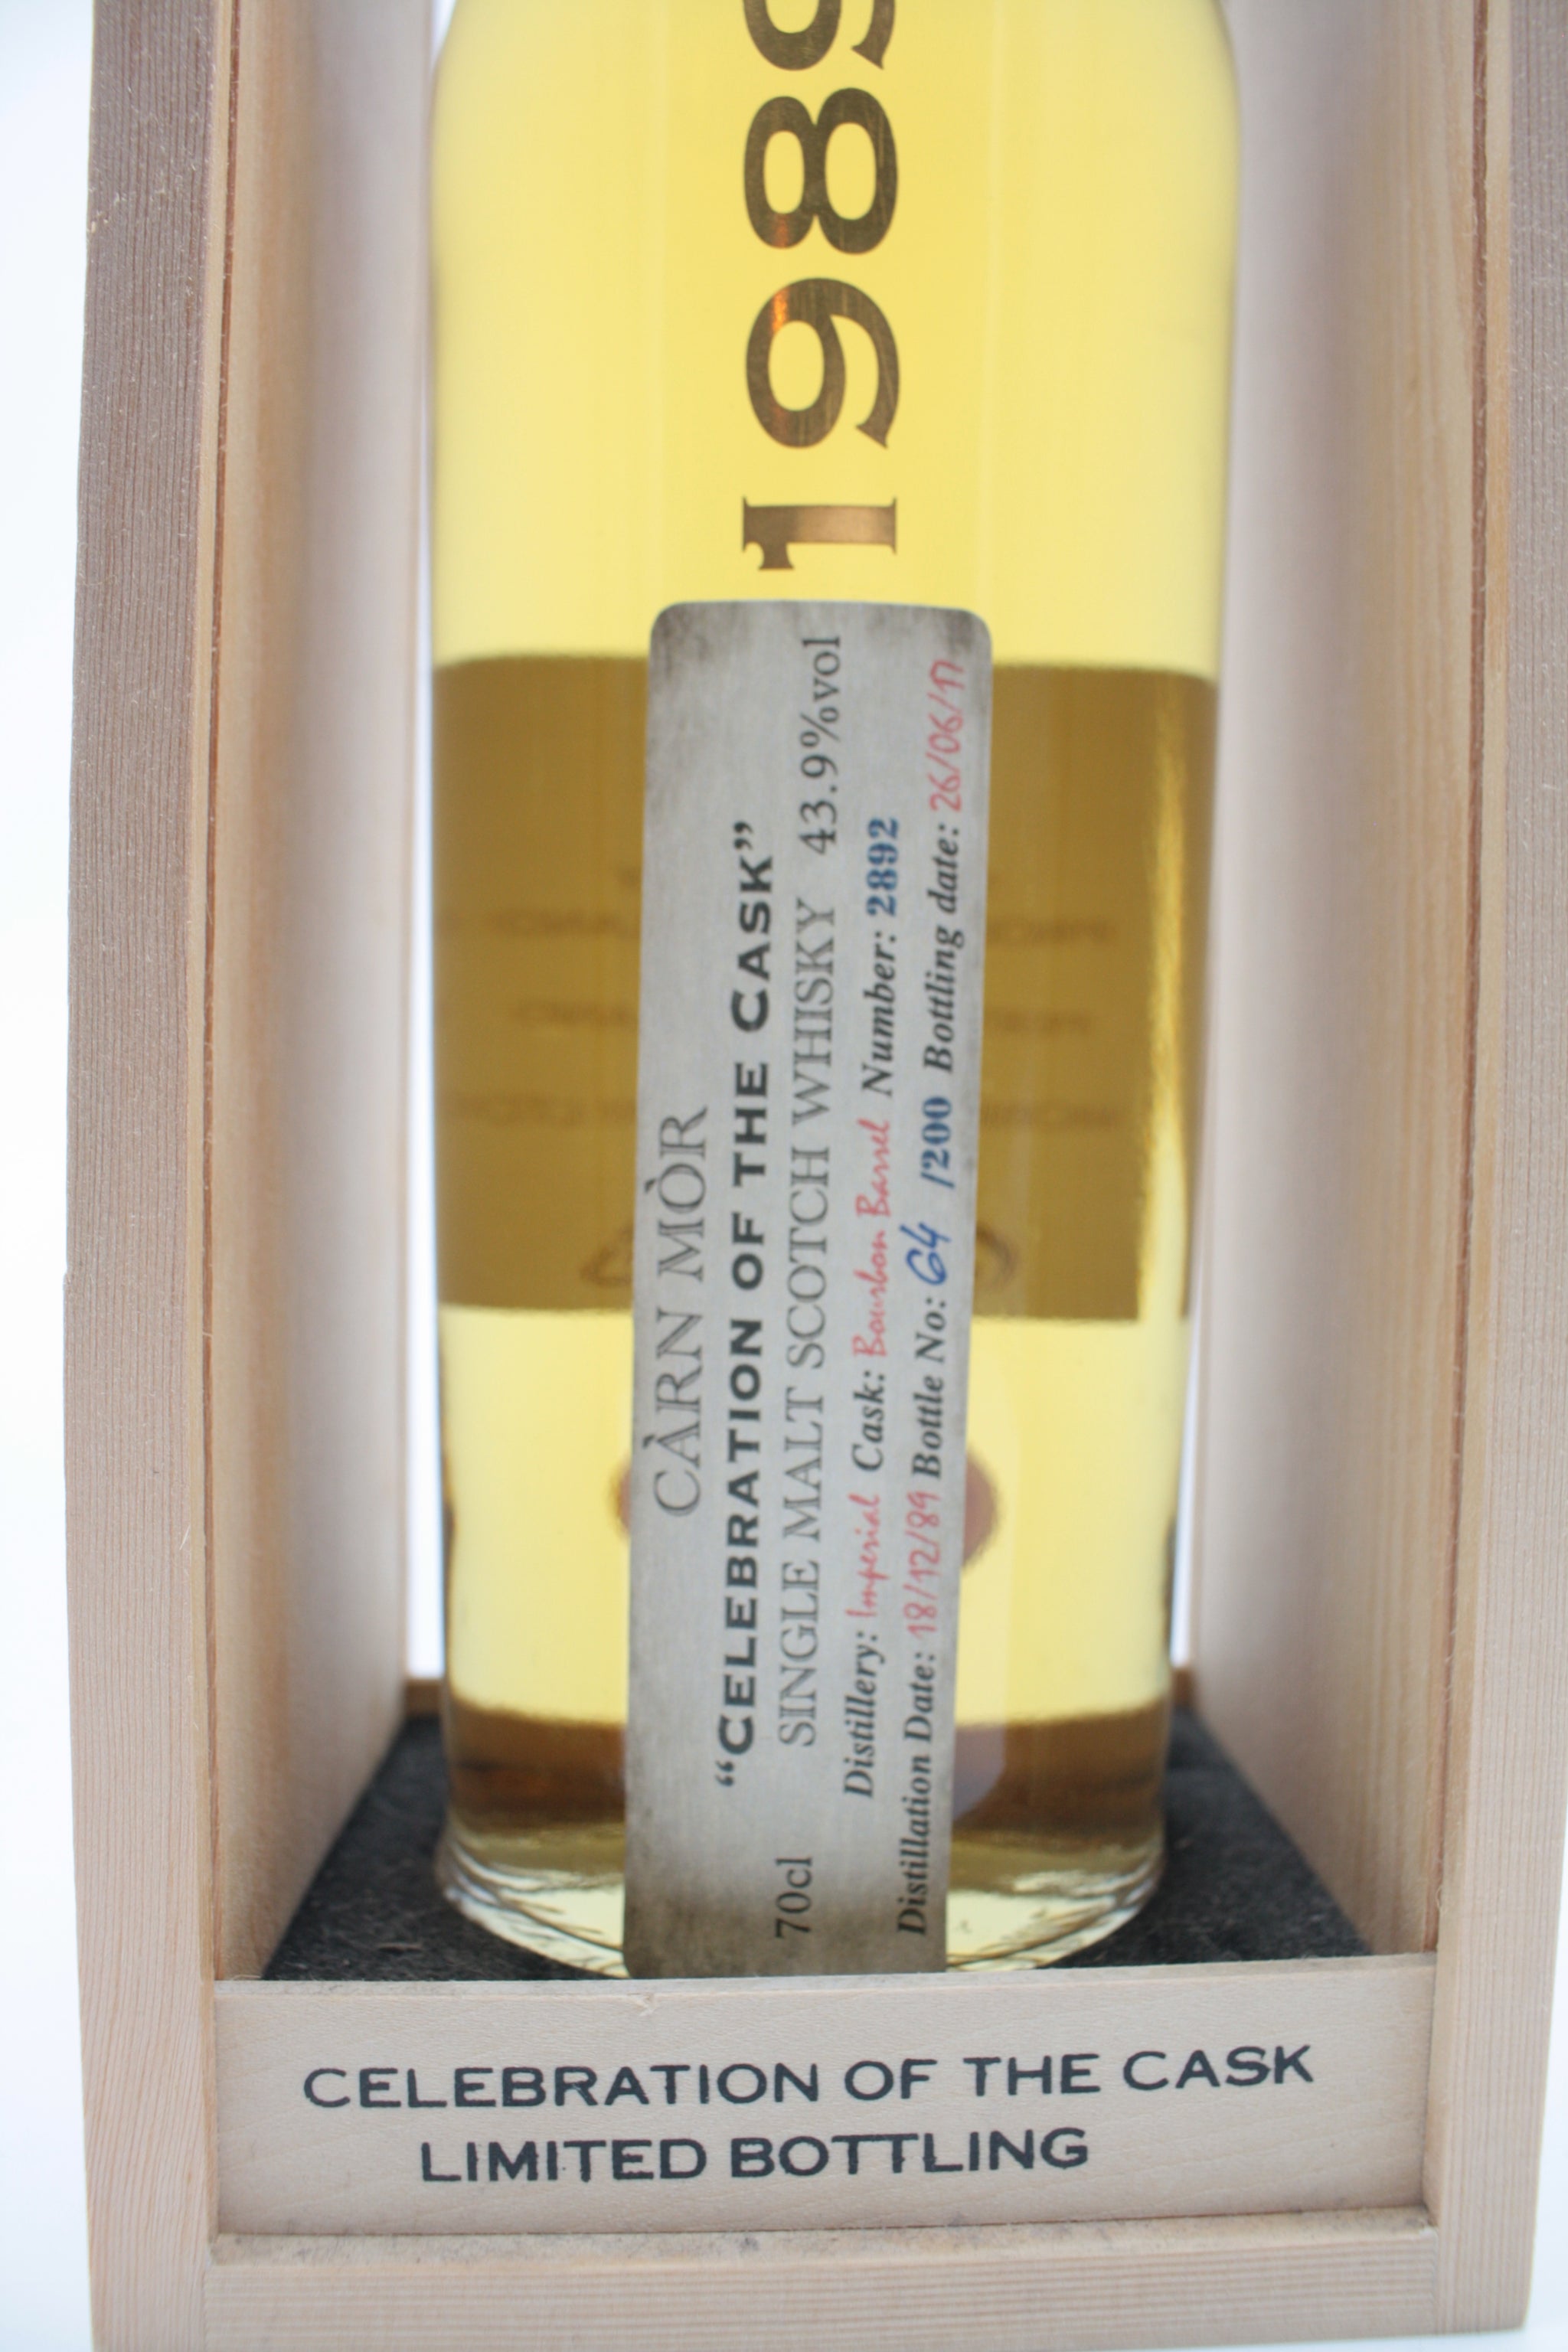 1989
CÀRN MÒR
“CELEBRATION OF THE CASK”
70cl SINGLE MALT SCOTCH WHISKY 43.9%vol
Distillery: Imperial Cask: Bourbon Barrel Number: 2892
Distillation Date: 18/12/89 Bottle No: 64 /200 Bottling date: 26/06/17
CELEBRATION OF THE CASK
LIMITED BOTTLING